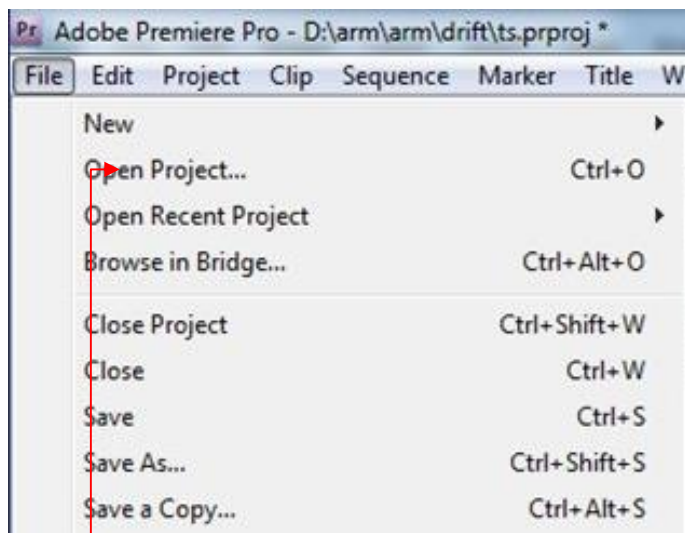 Pr Adobe Premiere Pro - D:\arm\arm\drift\ts.prproj *
File Edit Project Clip Sequence Marker Title W
New
Open Project... Ctrl+O
Open Recent Project
Browse in Bridge... Ctrl+Alt+O
Close Project Ctrl+Shift+W
Close Ctrl+W
Save Ctrl+S
Save As... Ctrl+Shift+S
Save a Copy... Ctrl+Alt+S